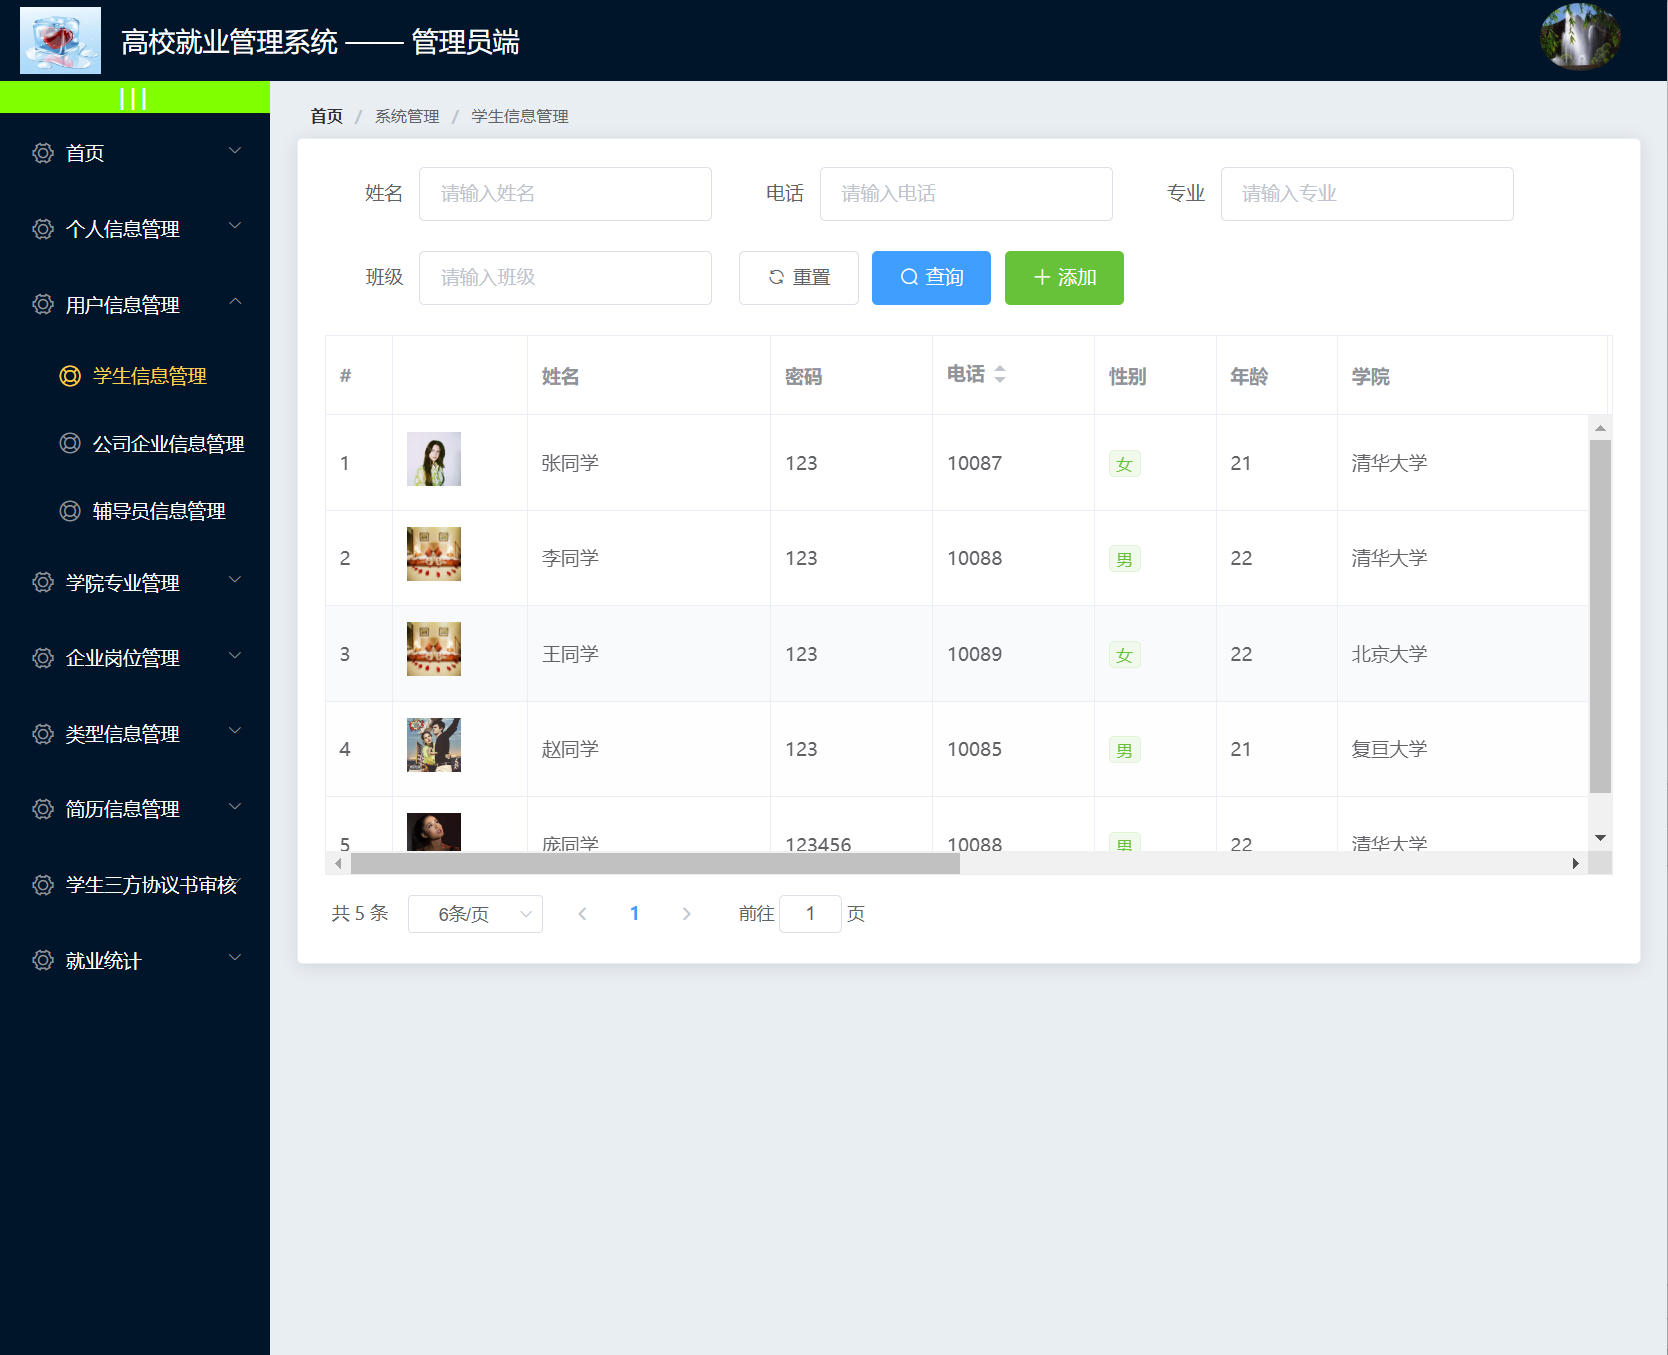 高校就业管理系统 —— 管理员端
|||
首页
个人信息管理
用户信息管理
学生信息管理
公司企业信息管理
辅导员信息管理
学院专业管理
企业岗位管理
类型信息管理
简历信息管理
学生三方协议书审核
就业统计
首页 / 系统管理 / 学生信息管理
姓名 请输入姓名 电话 请输入电话 专业 请输入专业
班级 请输入班级 重置 查询 添加
# 姓名 密码 电话 性别 年龄 学院
1 张同学 123 10087 女 21 清华大学
2 李同学 123 10088 男 22 清华大学
3 王同学 123 10089 女 22 北京大学
4 赵同学 123 10085 男 21 复亘大学
5 庞同学 123456 10088 男 22 清华大学
共 5 条 6条/页 1 前往 1 页